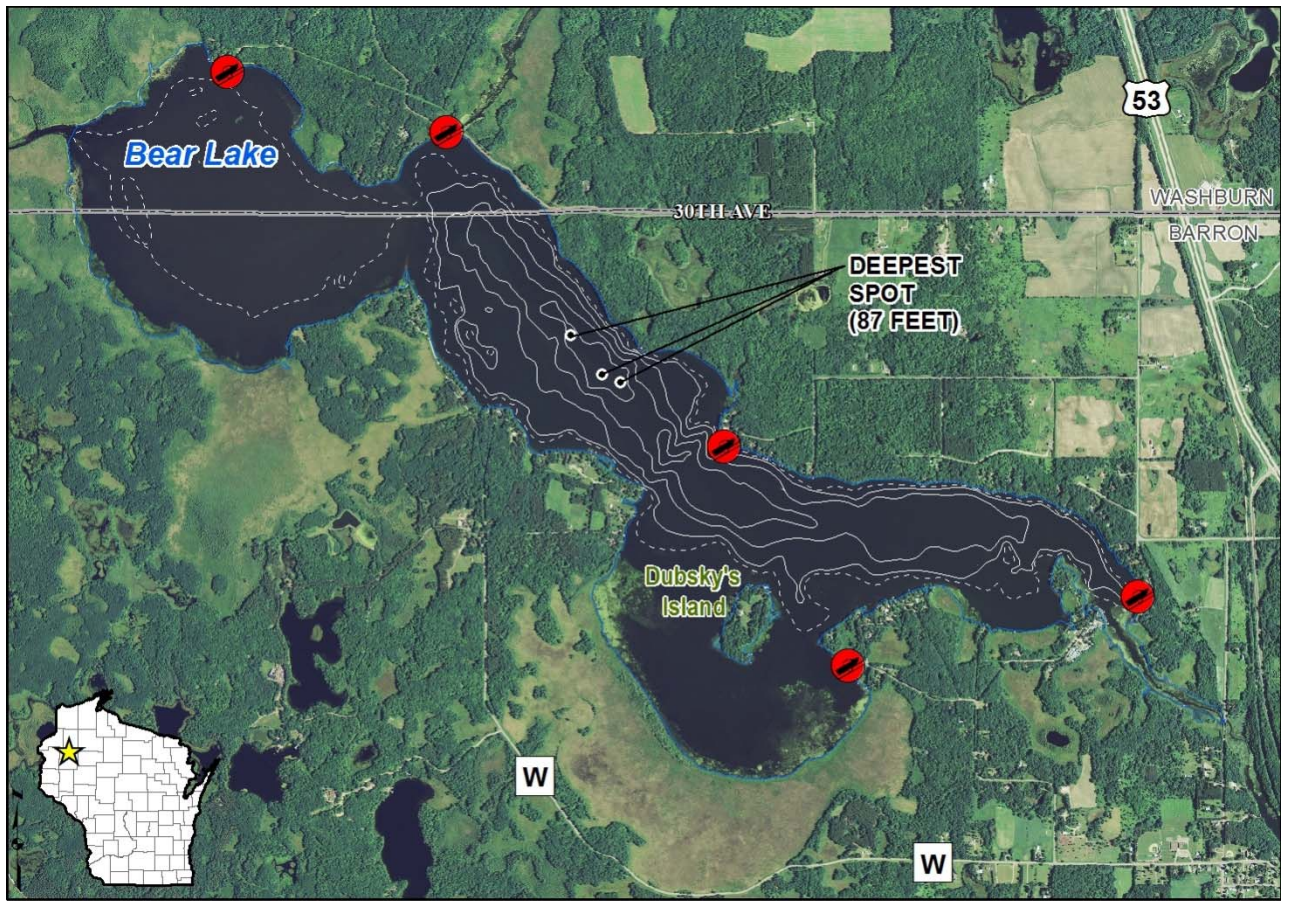 53
Bear Lake
WASHBURN
30TH AVE
BARRON
DEEPEST
SPOT
(87 FEET)
Dubsky's
Island
W
W